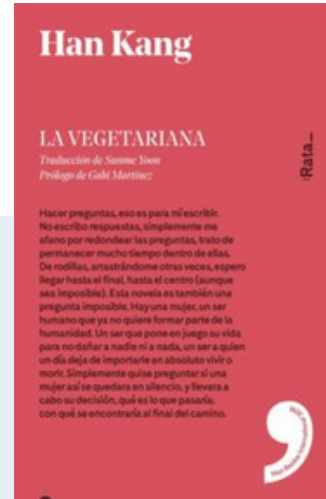 Han Kang
LA VEGETARIANA
Traducción de Sunme Yoon
Prólogo de Gabi Martínez
:Rata_
Hacer preguntas, eso es para mí escribir.
No escribo respuestas, simplemente me
afano por redondear las preguntas, trato de
permanecer mucho tiempo dentro de ellas.
De rodillas, arrastrándome otras veces, espero
llegar hasta el final, hasta el centro (aunque
sea imposible). Esta novela es también una
pregunta imposible. Hay una mujer, un ser
humano que ya no quiere formar parte de la
humanidad. Un ser que pone en juego su vida
para no dañar a nadie ni a nada, un ser a quien
un día deja de importarle en absoluto vivir o
morir. Simplemente quise preguntar si una
mujer así se quedara en silencio, y llevara a
cabo su decisión, qué es lo que pasaría;
con qué se encontraría al final del camino.
Man Booker International